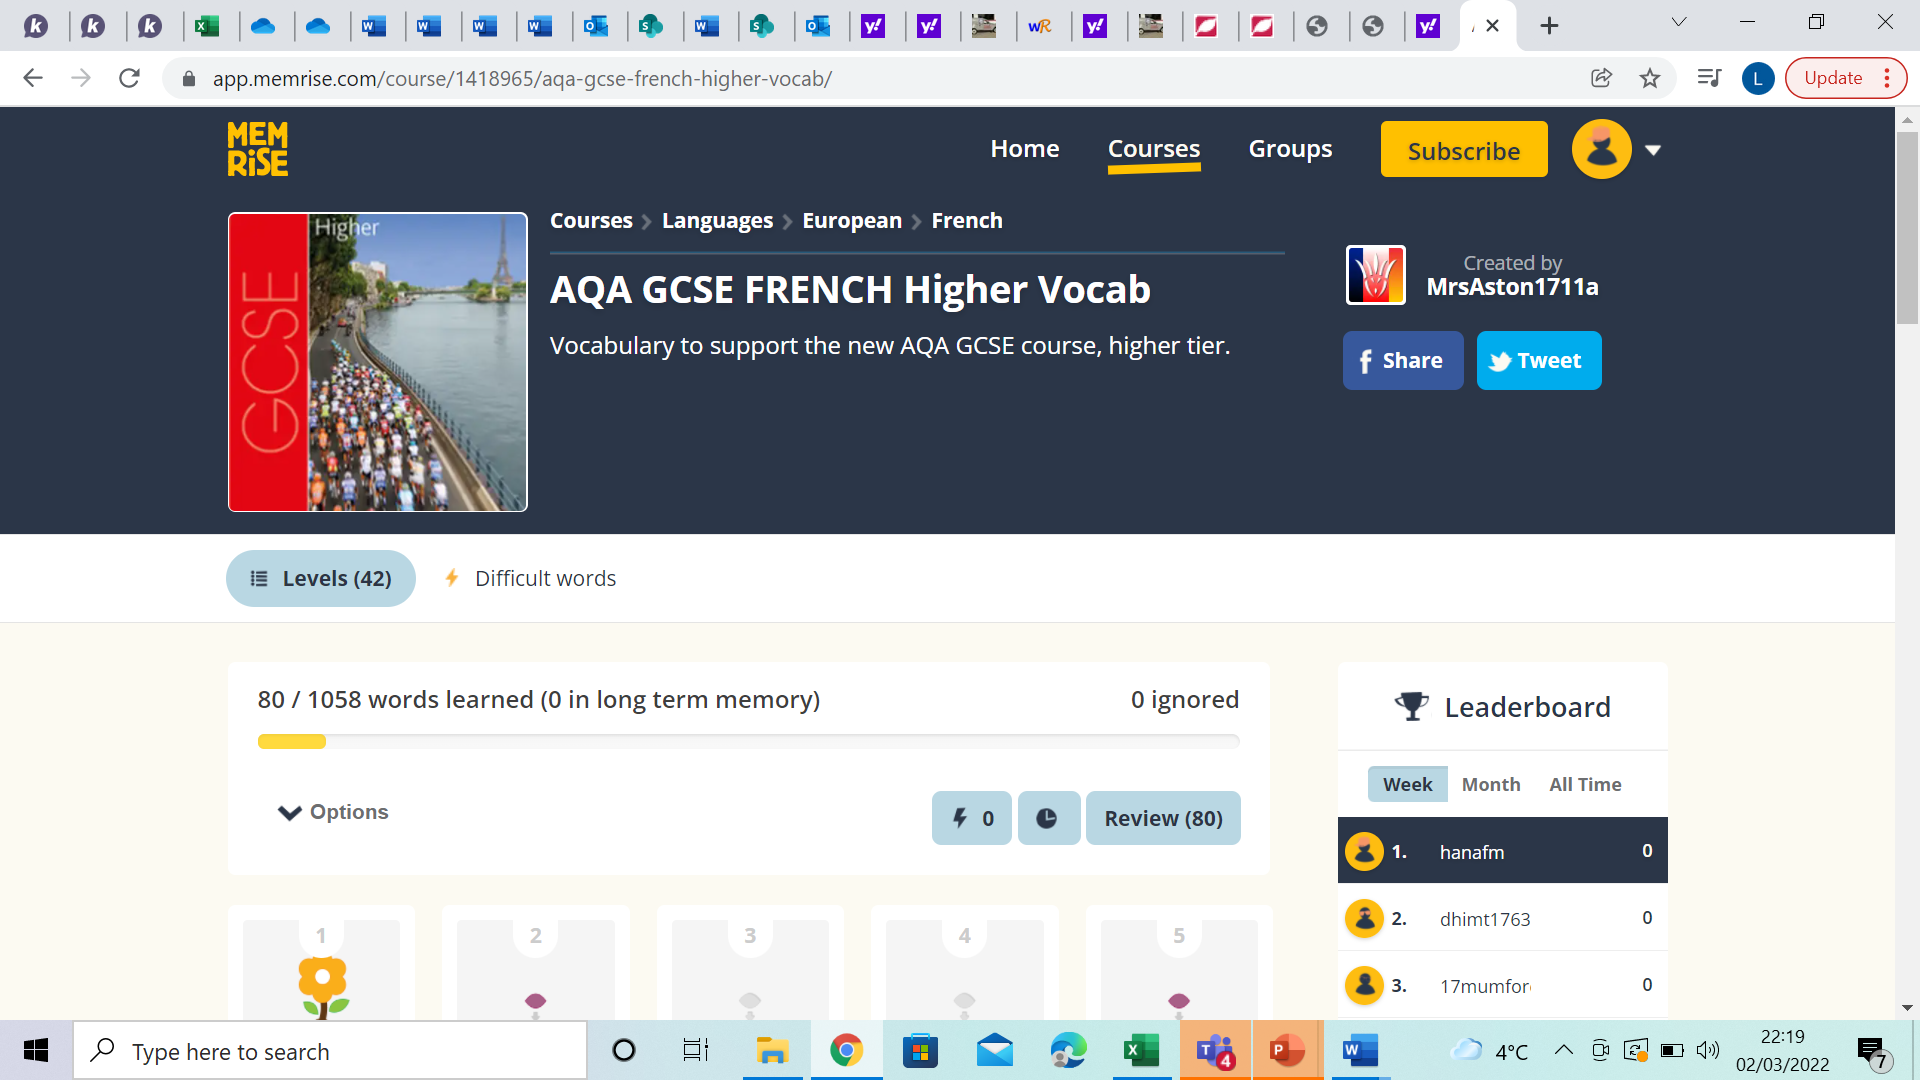 app.memrise.com/course/1418965/aqa-gcse-french-higher-vocab/
L
Update
MEM
RiSE
Home
Courses
Groups
Subscribe
Higher
GCSE
Courses
Languages
European
French
AQA GCSE FRENCH Higher Vocab
Vocabulary to support the new AQA GCSE course, higher tier.
Created by
MrsAston1711a
Share
Tweet
Levels (42)
Difficult words
80 / 1058 words learned (0 in long term memory)
0 ignored
Options
0
Review (80)
1
2
3
4
5
Leaderboard
Week
Month
All Time
1. hanafm 0
2. dhimt1763 0
3. 17mumfor 0
Type here to search
4
4°C
22:19
02/03/2022
7